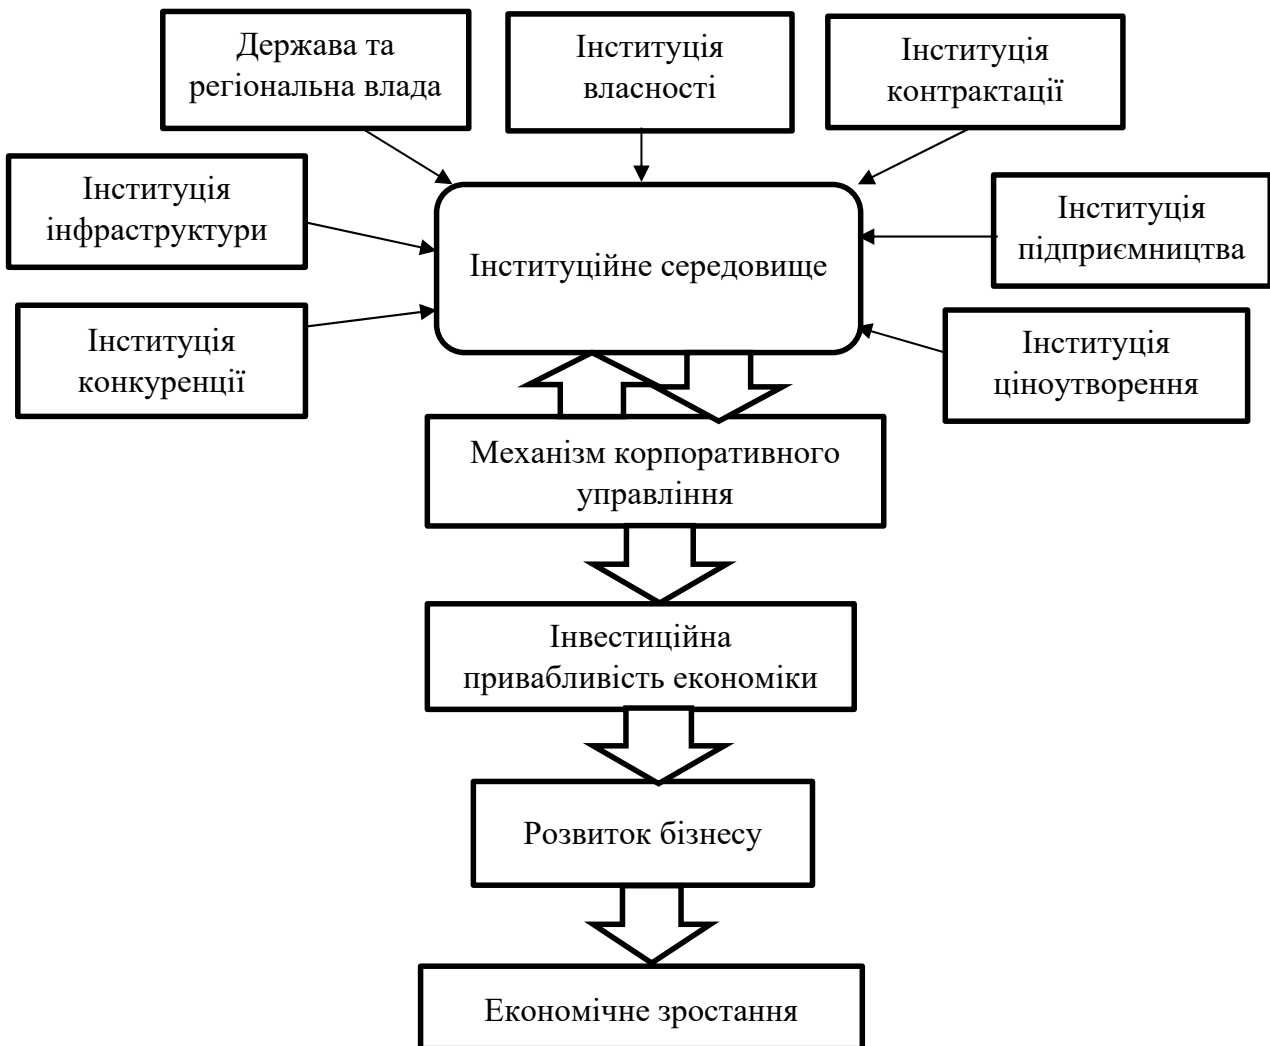 Держава та
регіональна влада
Інституція
власності
Інституція
контрактації
Інституція
інфраструктури
Інституція
підприємництва
Інституційне середовище
Інституція
конкуренції
Інституція
ціноутворення
Механізм корпоративного
управління
Інвестиційна
привабливість економіки
Розвиток бізнесу
Економічне зростання